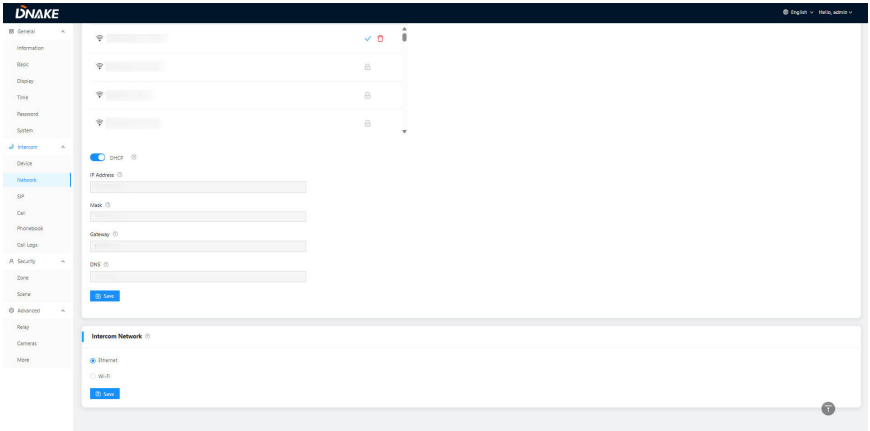 DNAKE
English
Hello, admin
General
Information
Basic
Display
Time
Password
System
Intercom
Device
Network
SIP
Call
Phonebook
Call Logs
Security
Zone
Scene
Advanced
Relay
Cameras
More
DHCP
IP Address
Mask
Gateway
DNS
Save
Intercom Network
Ethernet
Wi-Fi
Save